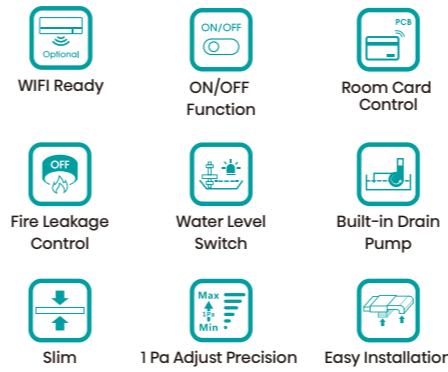 Optional
WIFI Ready
ON/OFF
ON/OFF
Function
PCB
Room Card
Control
OFF
Fire Leakage
Control
Water Level
Switch
Built-in Drain
Pump
Slim
Max
1Pa
Min
1 Pa Adjust Precision
Easy Installation